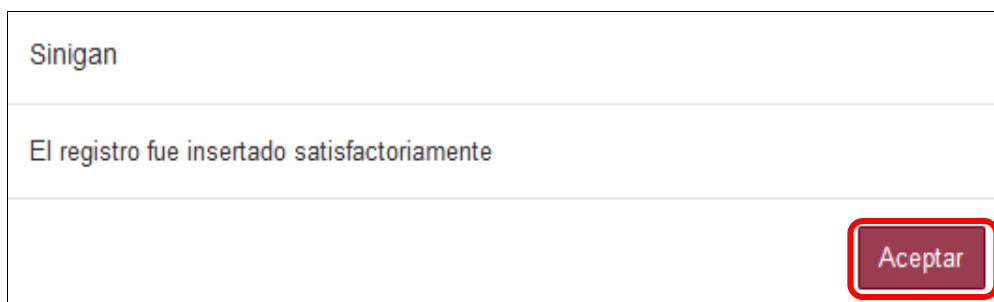 Sinigan
El registro fue insertado satisfactoriamente
Aceptar